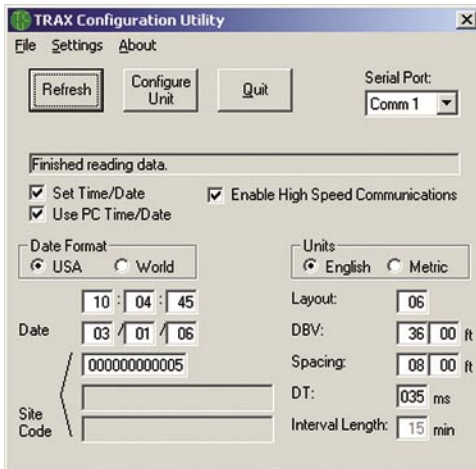 TRAX Configuration Utility
File Settings About
Refresh
Configure
Unit
Quit
Serial Port:
Comm 1
Finished reading data.
Set Time/Date
Enable High Speed Communications
Use PC Time/Date
Date Format
USA World
Units
English Metric
10 : 04 : 45
Layout: 06
Date 03 / 01 / 06
DBV: 36 00 ft
000000000005
Spacing: 08 00 ft
DT: 035 ms
Site
Code
Interval Length: 15 min